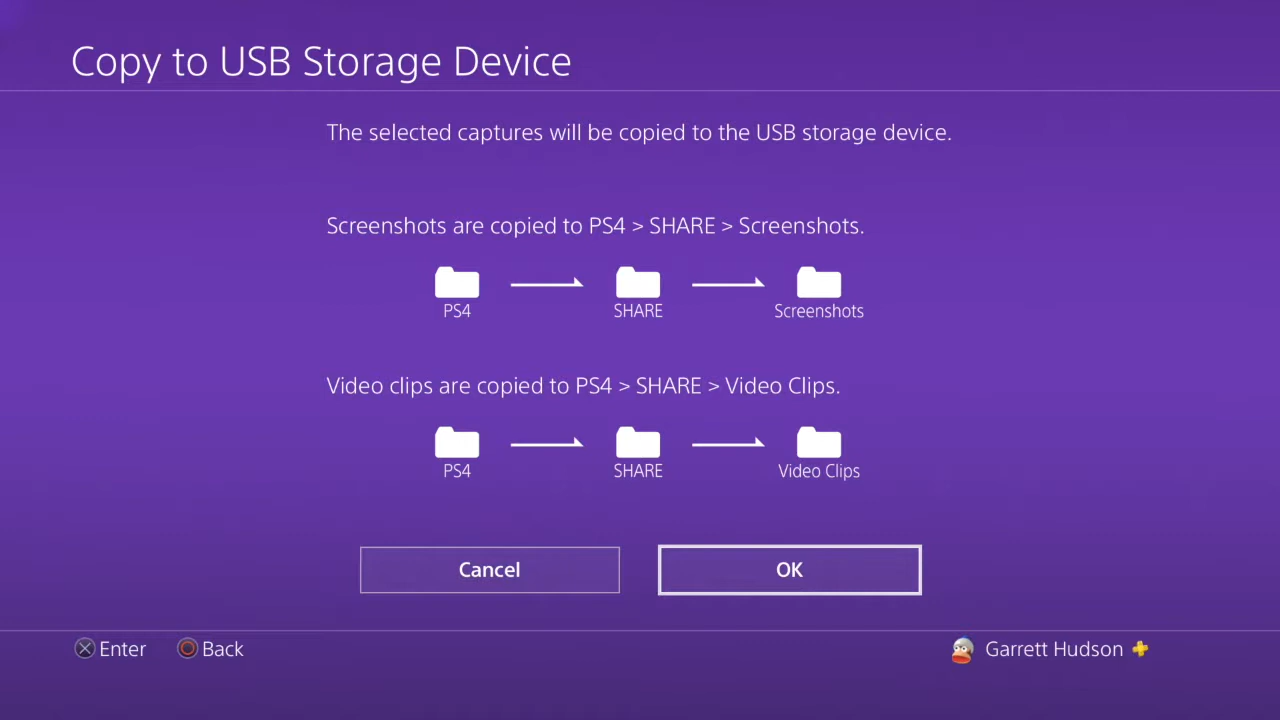 Copy to USB Storage Device
The selected captures will be copied to the USB storage device.
Screenshots are copied to PS4 > SHARE > Screenshots.
PS4 SHARE Screenshots
Video clips are copied to PS4 > SHARE > Video Clips.
PS4 SHARE Video Clips
Cancel OK
Enter Back Garrett Hudson